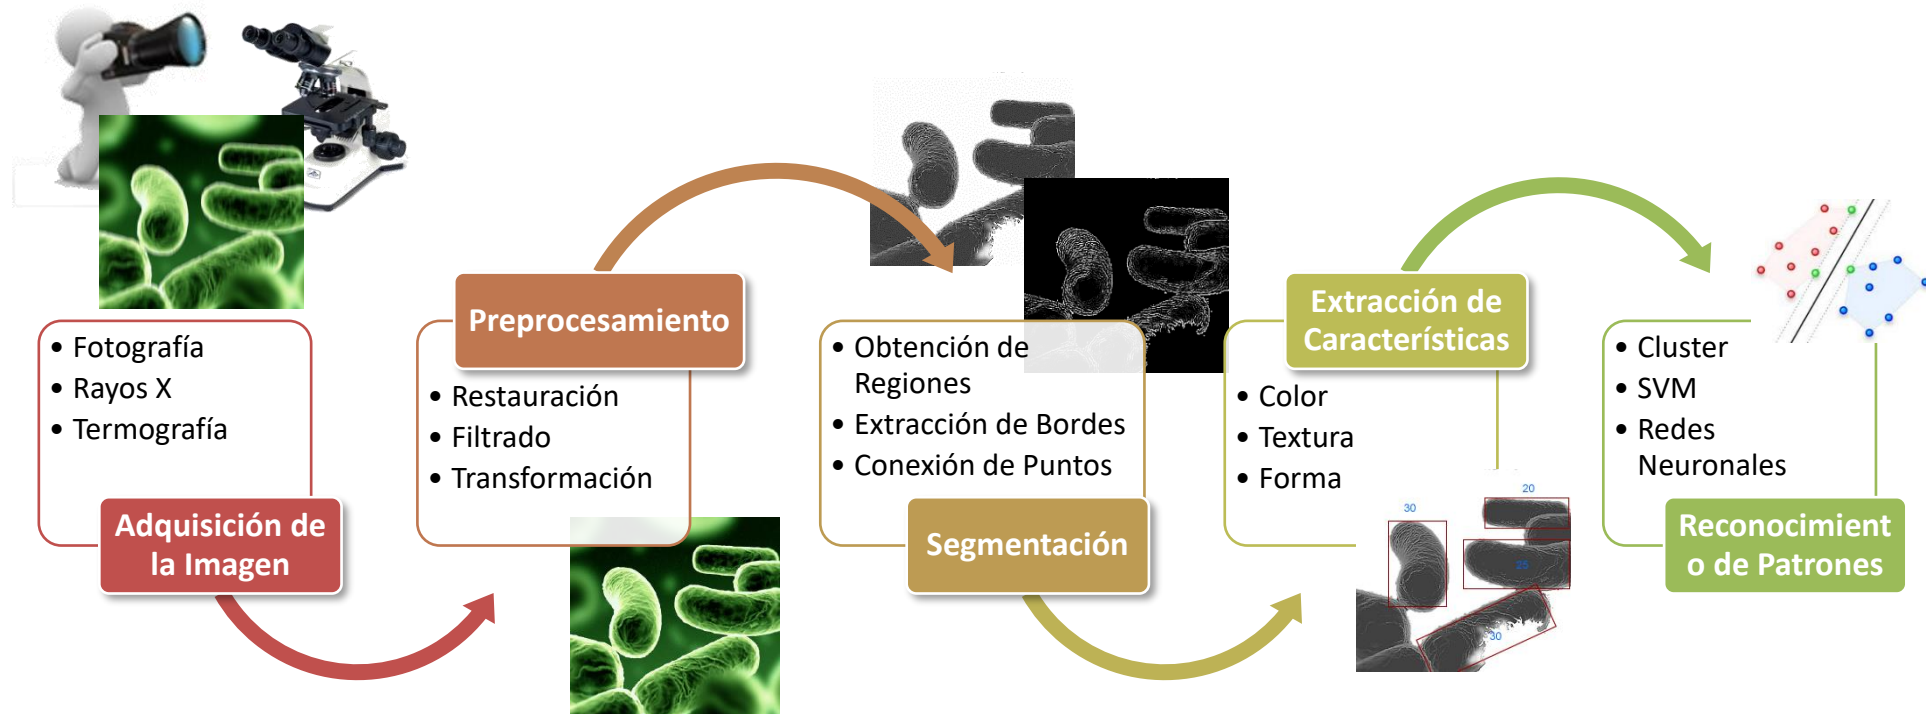 • Fotografía
• Rayos X
• Termografía
Adquisición de
la Imagen
Preprocesamiento
• Restauración
• Filtrado
• Transformación
• Obtención de
Regiones
• Extracción de Bordes
• Conexión de Puntos
Segmentación
Extracción de
Características
• Color
• Textura
• Forma
20
30
25
30
• Cluster
• SVM
• Redes
Neuronales
Reconocimient
o de Patrones